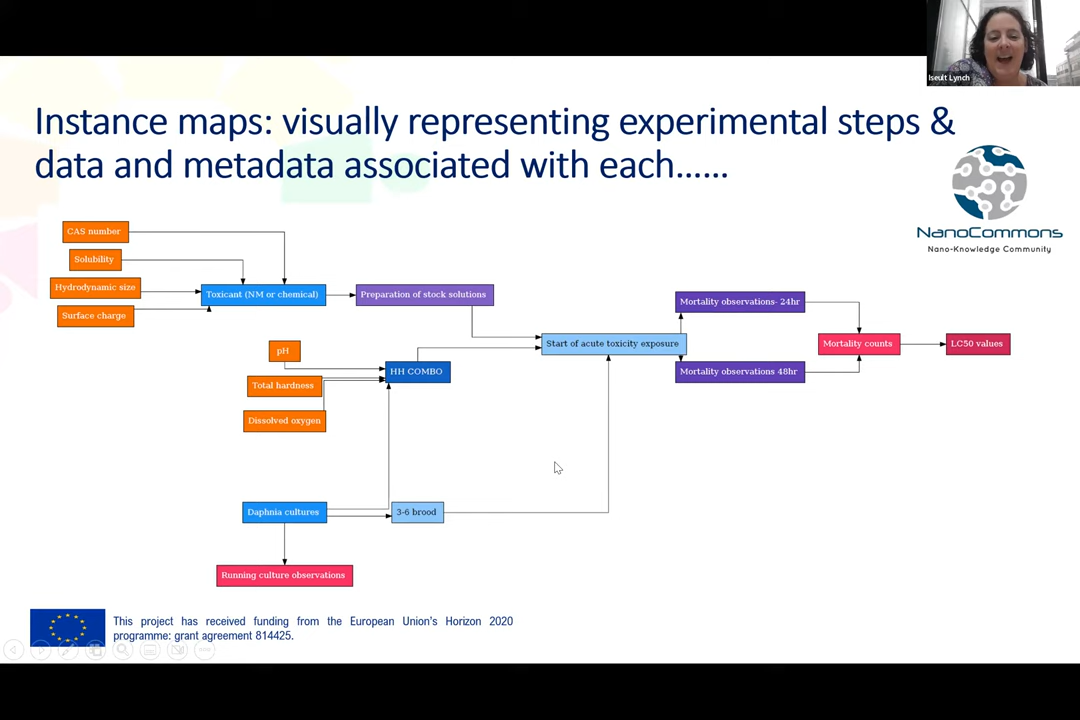 Iseult Lynch
Instance maps: visually representing experimental steps &
data and metadata associated with each......
NanoCommons
Nano-Knowledge Community
CAS number
Solubility
Hydrodynamic size
Surface charge
Toxicant (NM or chemical)
Preparation of stock solutions
pH
Total hardness
Dissolved oxygen
HH COMBO
Start of acute toxicity exposure
Mortality observations- 24hr
Mortality observations 48hr
Mortality counts
LC50 values
Daphnia cultures
3-6 brood
Running culture observations
This project has received funding from the European Union's Horizon 2020
programme: grant agreement 814425.